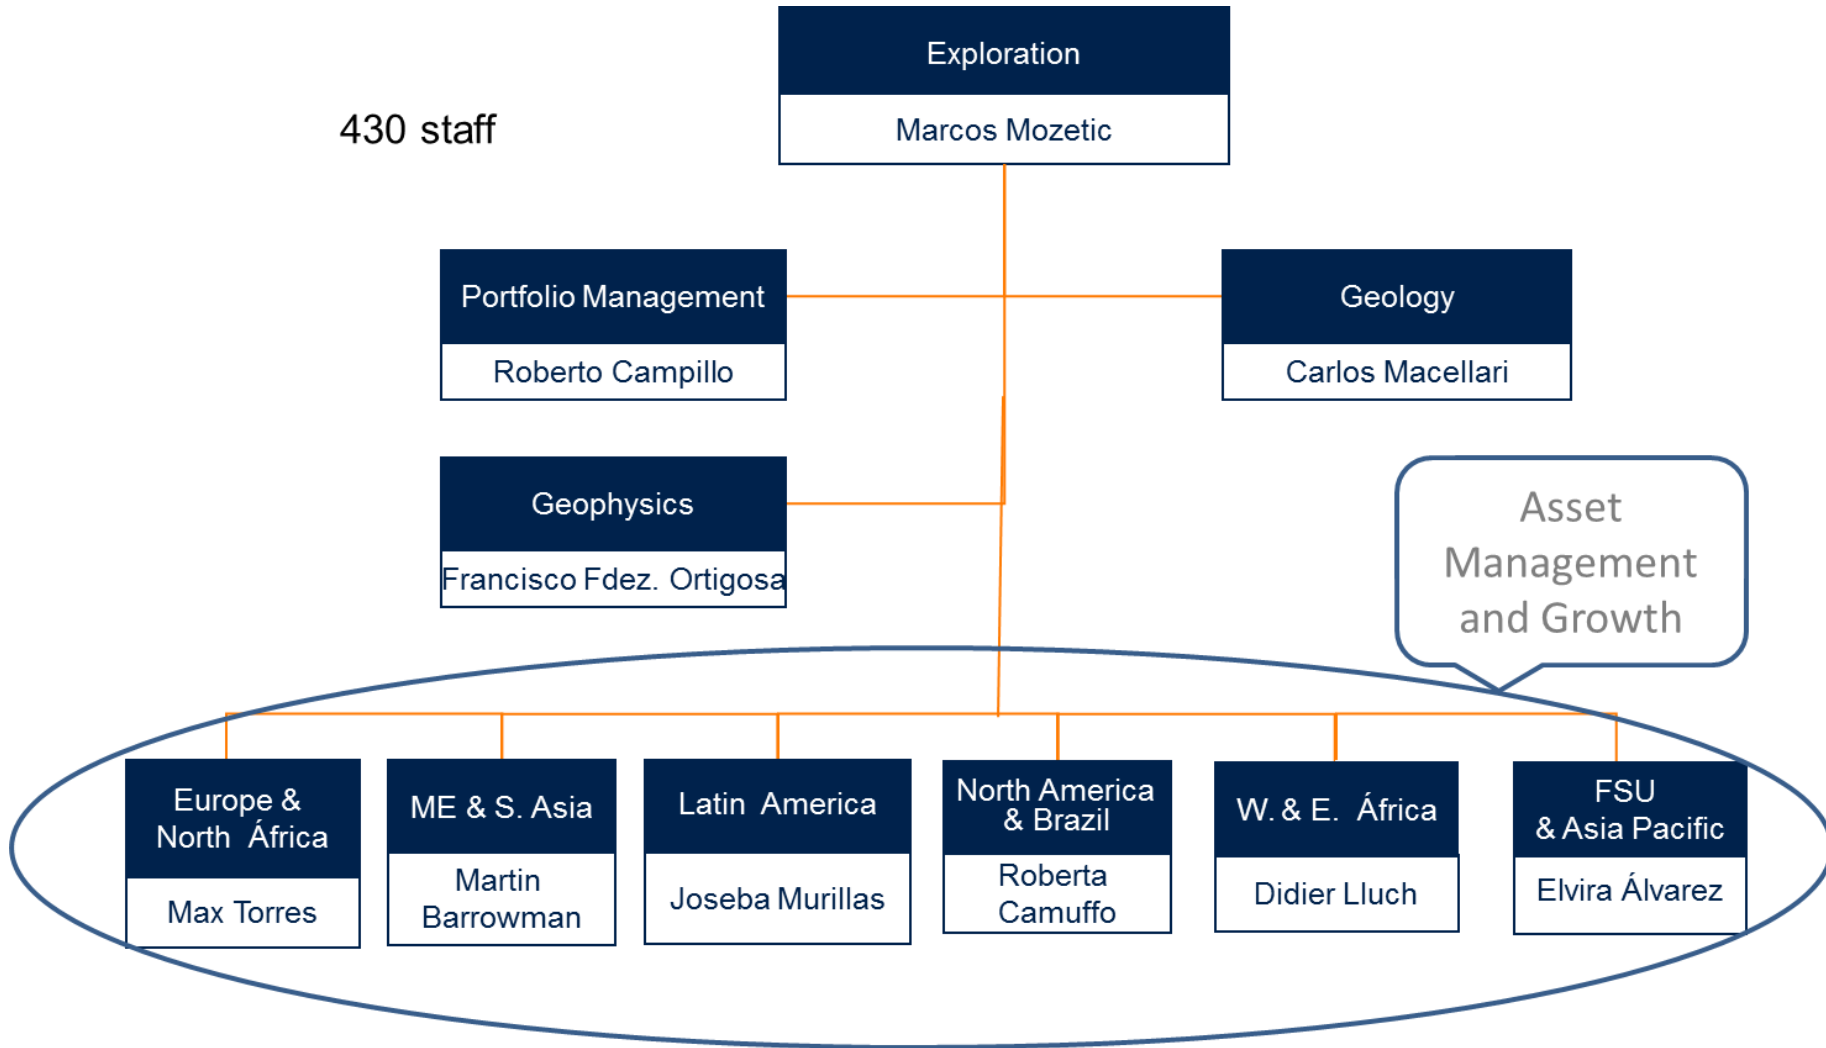 Exploration
Marcos Mozetic
430 staff
Portfolio Management
Roberto Campillo
Geology
Carlos Macellari
Geophysics
Francisco Fdez. Ortigosa
Asset
Management
and Growth
Europe &
North África
Max Torres
ME & S. Asia
Martin
Barrowman
Latin America
Joseba Murillas
North America
& Brazil
Roberta
Camuffo
W. & E. África
Didier Lluch
FSU
& Asia Pacific
Elvira Álvarez